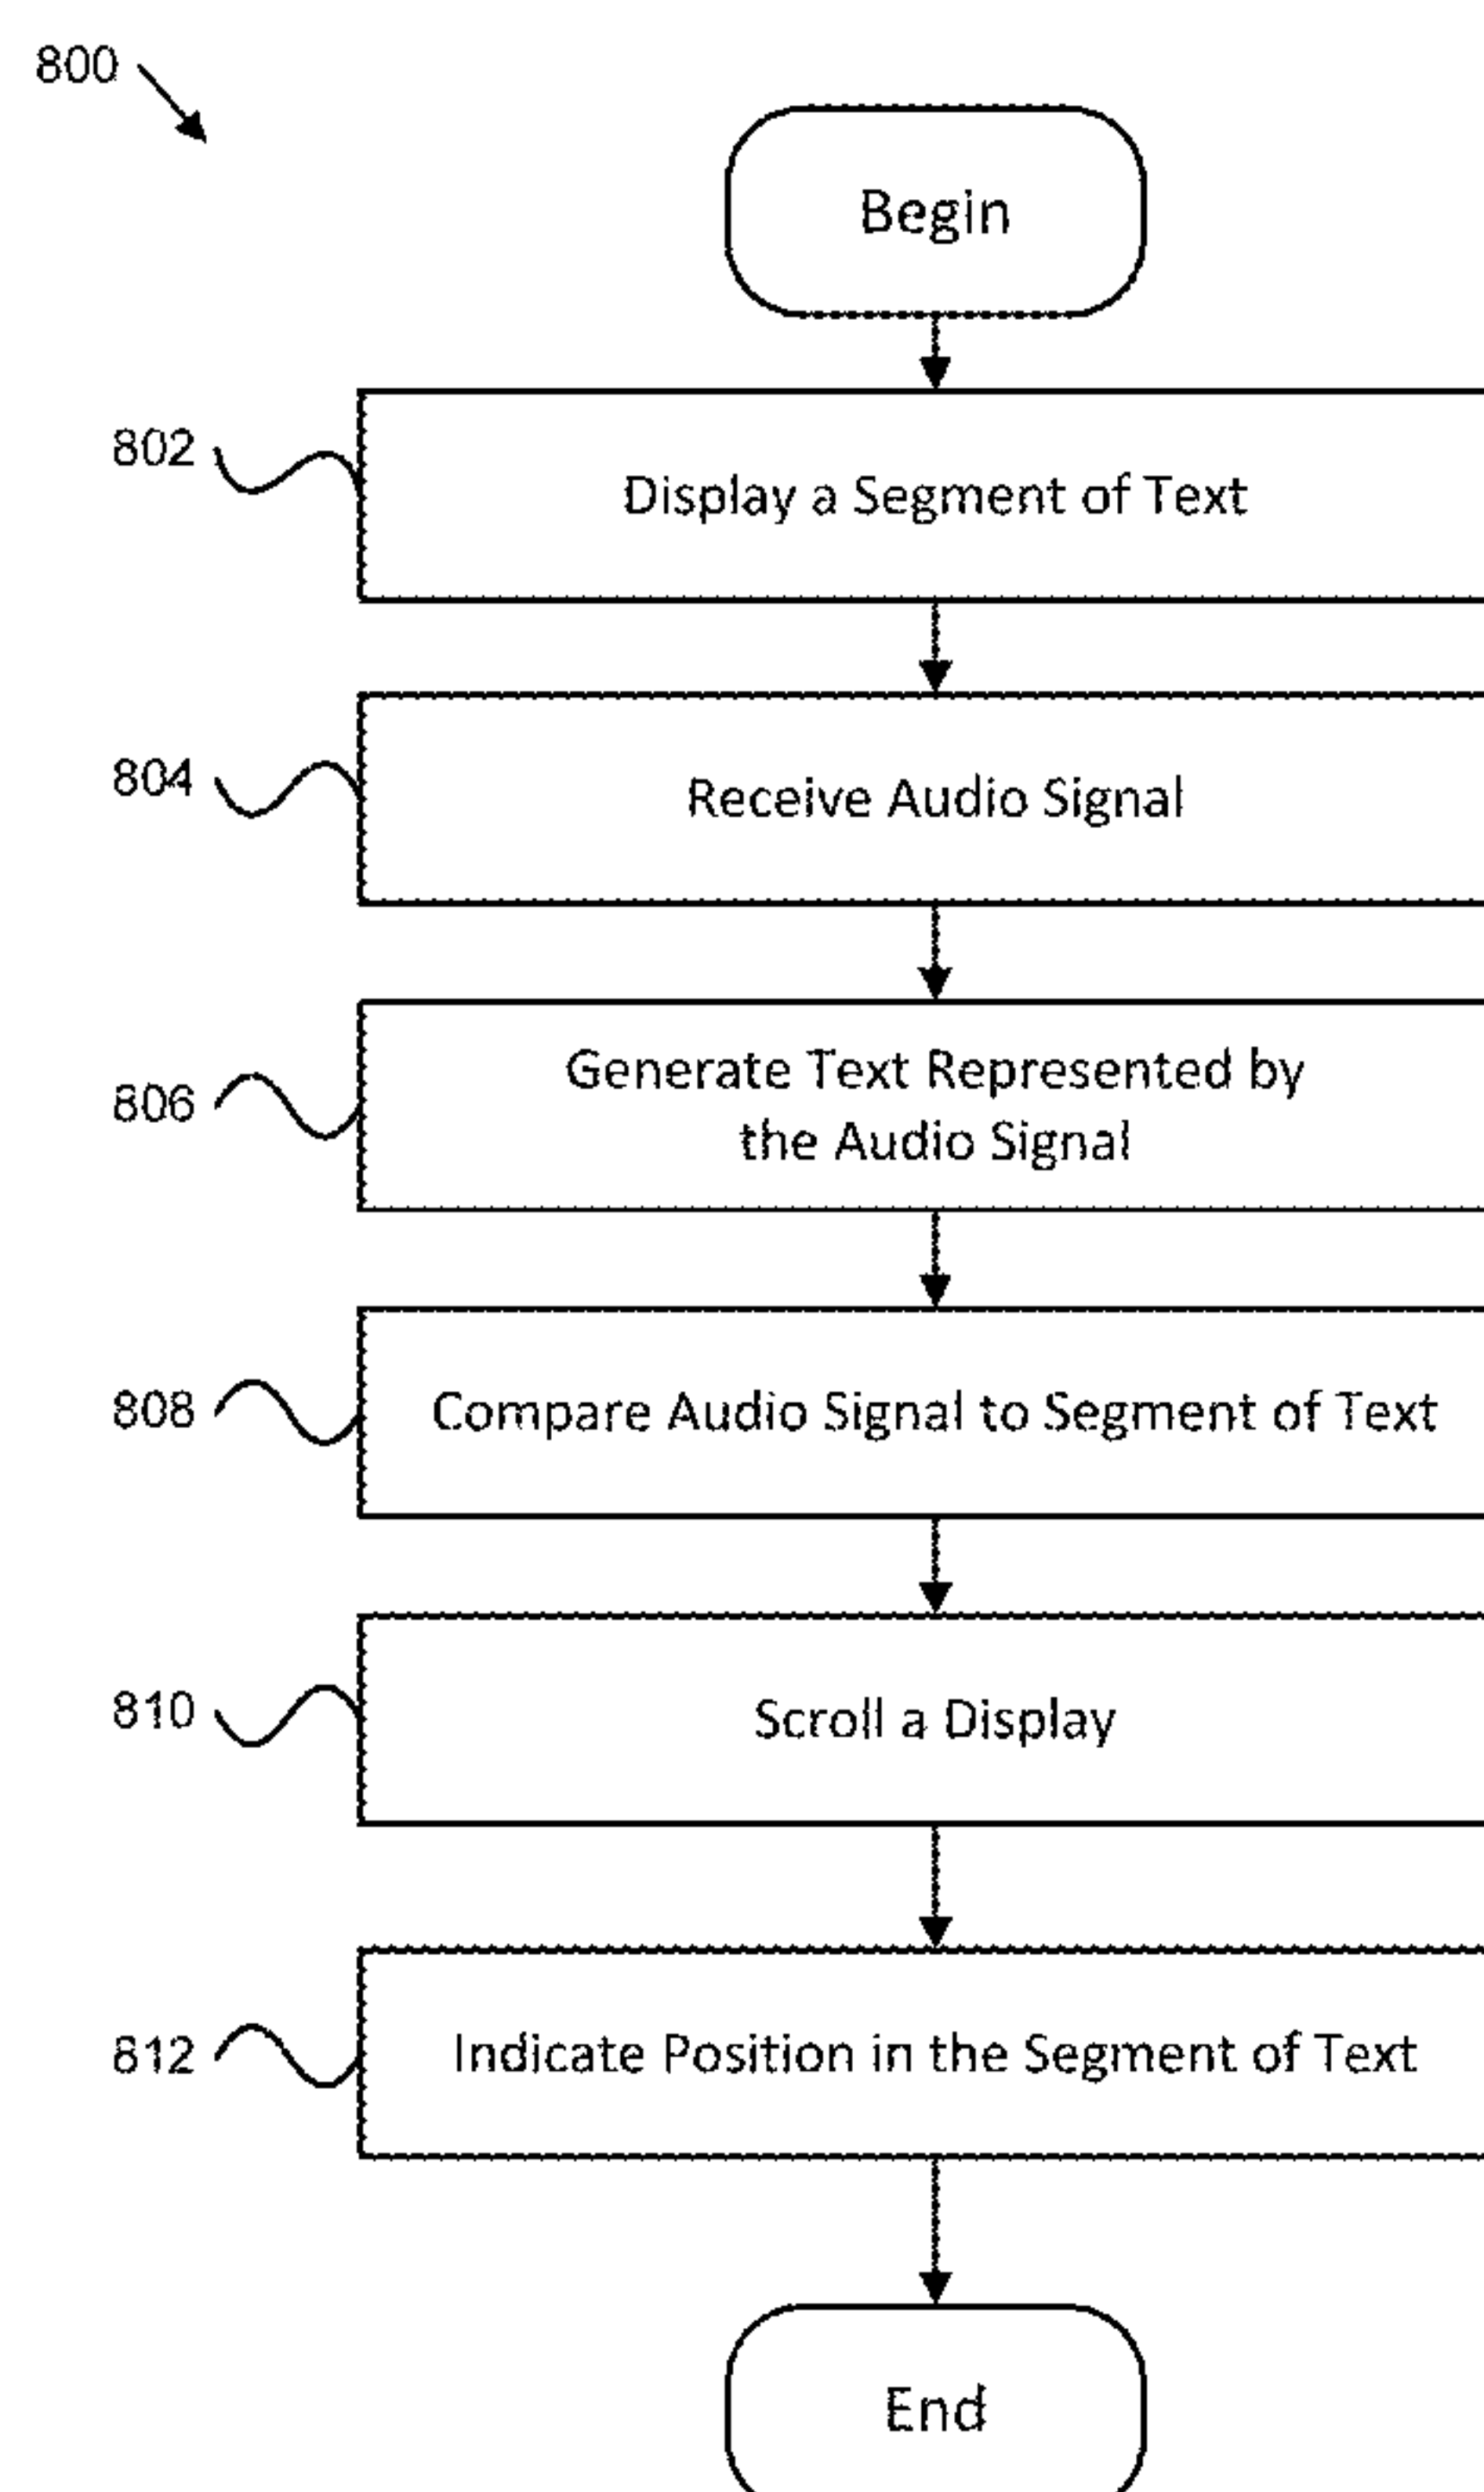 800
Begin
802
Display a Segment of Text
804
Receive Audio Signal
806
Generate Text Represented by
the Audio Signal
808
Compare Audio Signal to Segment of Text
810
Scroll a Display
812
Indicate Position in the Segment of Text
End